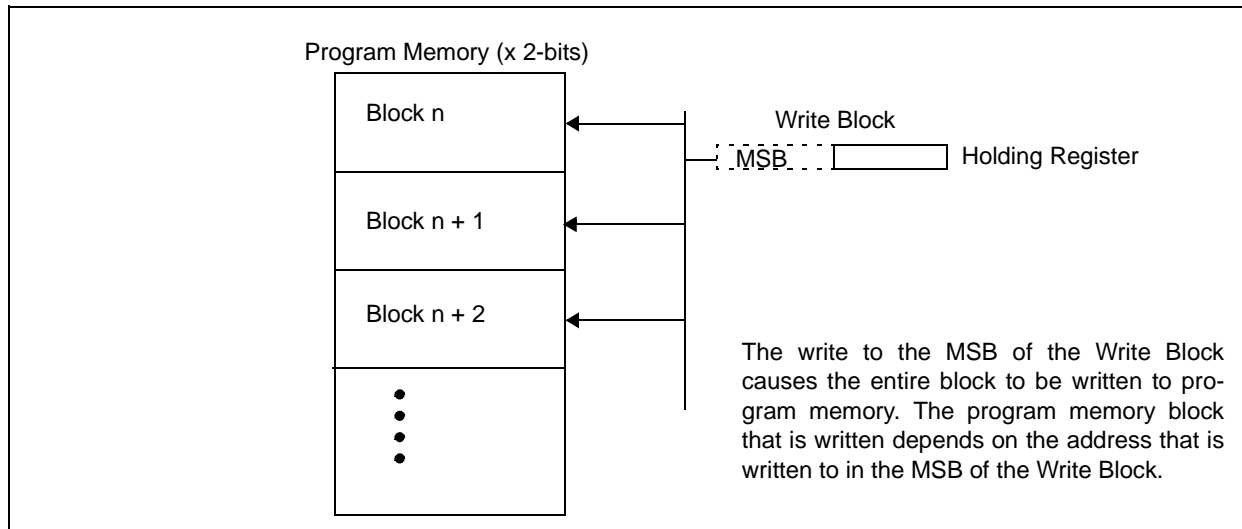 Program Memory (x 2-bits)
Block n
Write Block
MSB
Holding Register
Block n + 1
Block n + 2
The write to the MSB of the Write Block
causes the entire block to be written to pro-
gram memory. The program memory block
that is written depends on the address that is
written to in the MSB of the Write Block.